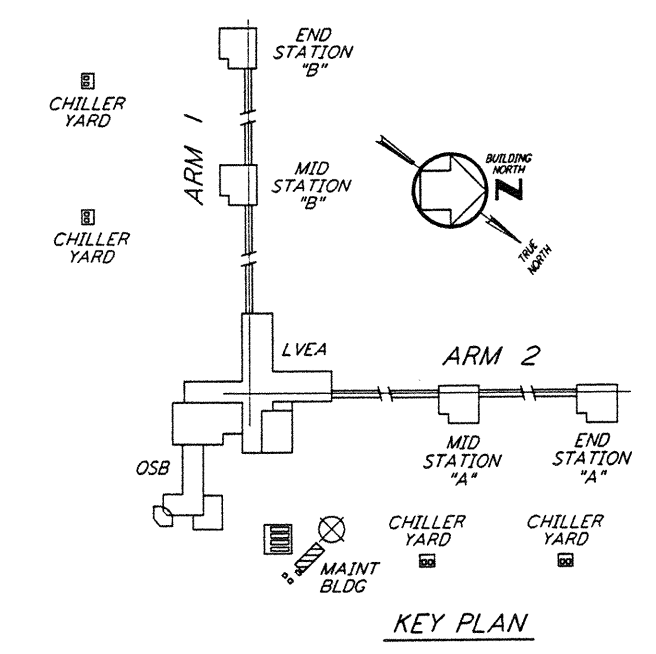 END
STATION
"B"
CHILLER
YARD
ARM 1
MID
STATION
"B"
BUILDING
NORTH
N
TRUE
NORTH
CHILLER
YARD
LVEA
ARM 2
OSB
MID
STATION
"A"
END
STATION
"A"
CHILLER
YARD
CHILLER
YARD
MAINT
BLDG
KEY PLAN